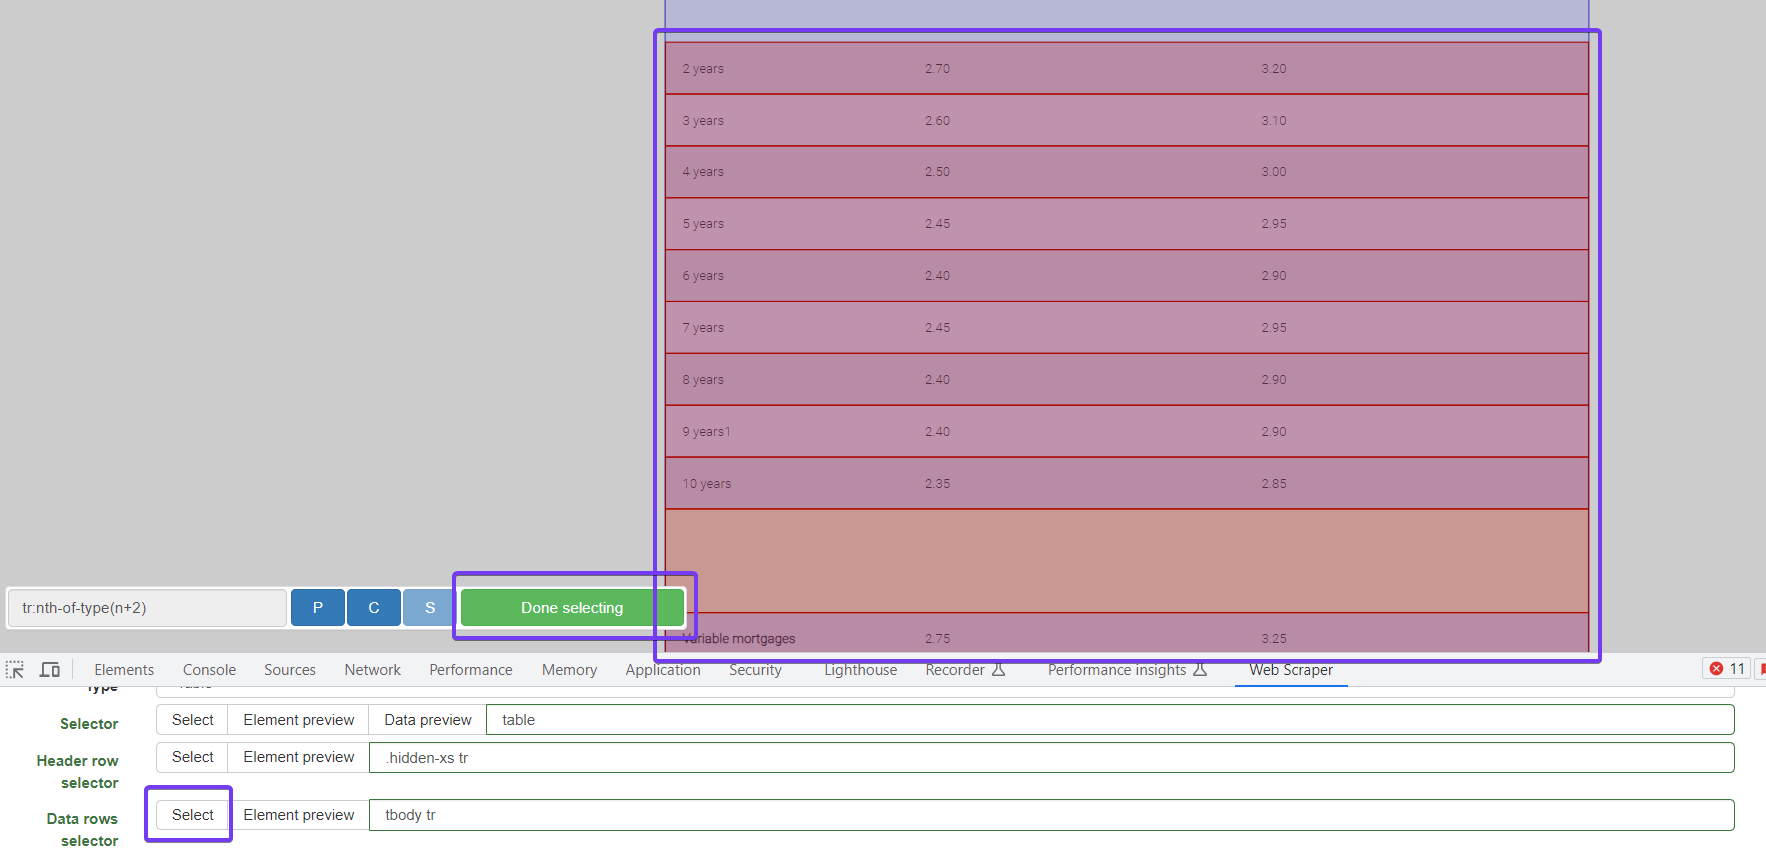 2 years 2.70 3.20
3 years 2.60 3.10
4 years 2.50 3.00
5 years 2.45 2.95
6 years 2.40 2.90
7 years 2.45 2.95
8 years 2.40 2.90
9 years1 2.40 2.90
10 years 2.35 2.85
tr:nth-of-type(n+2) P C S Done selecting
Variable mortgages 2.75 3.25
Elements Console Sources Network Performance Memory Application Security Lighthouse Recorder Performance insights Web Scraper 11
Type Table
Selector Select Element preview Data preview table
Header row selector Select Element preview .hidden-xs tr
Data rows selector Select Element preview tbody tr